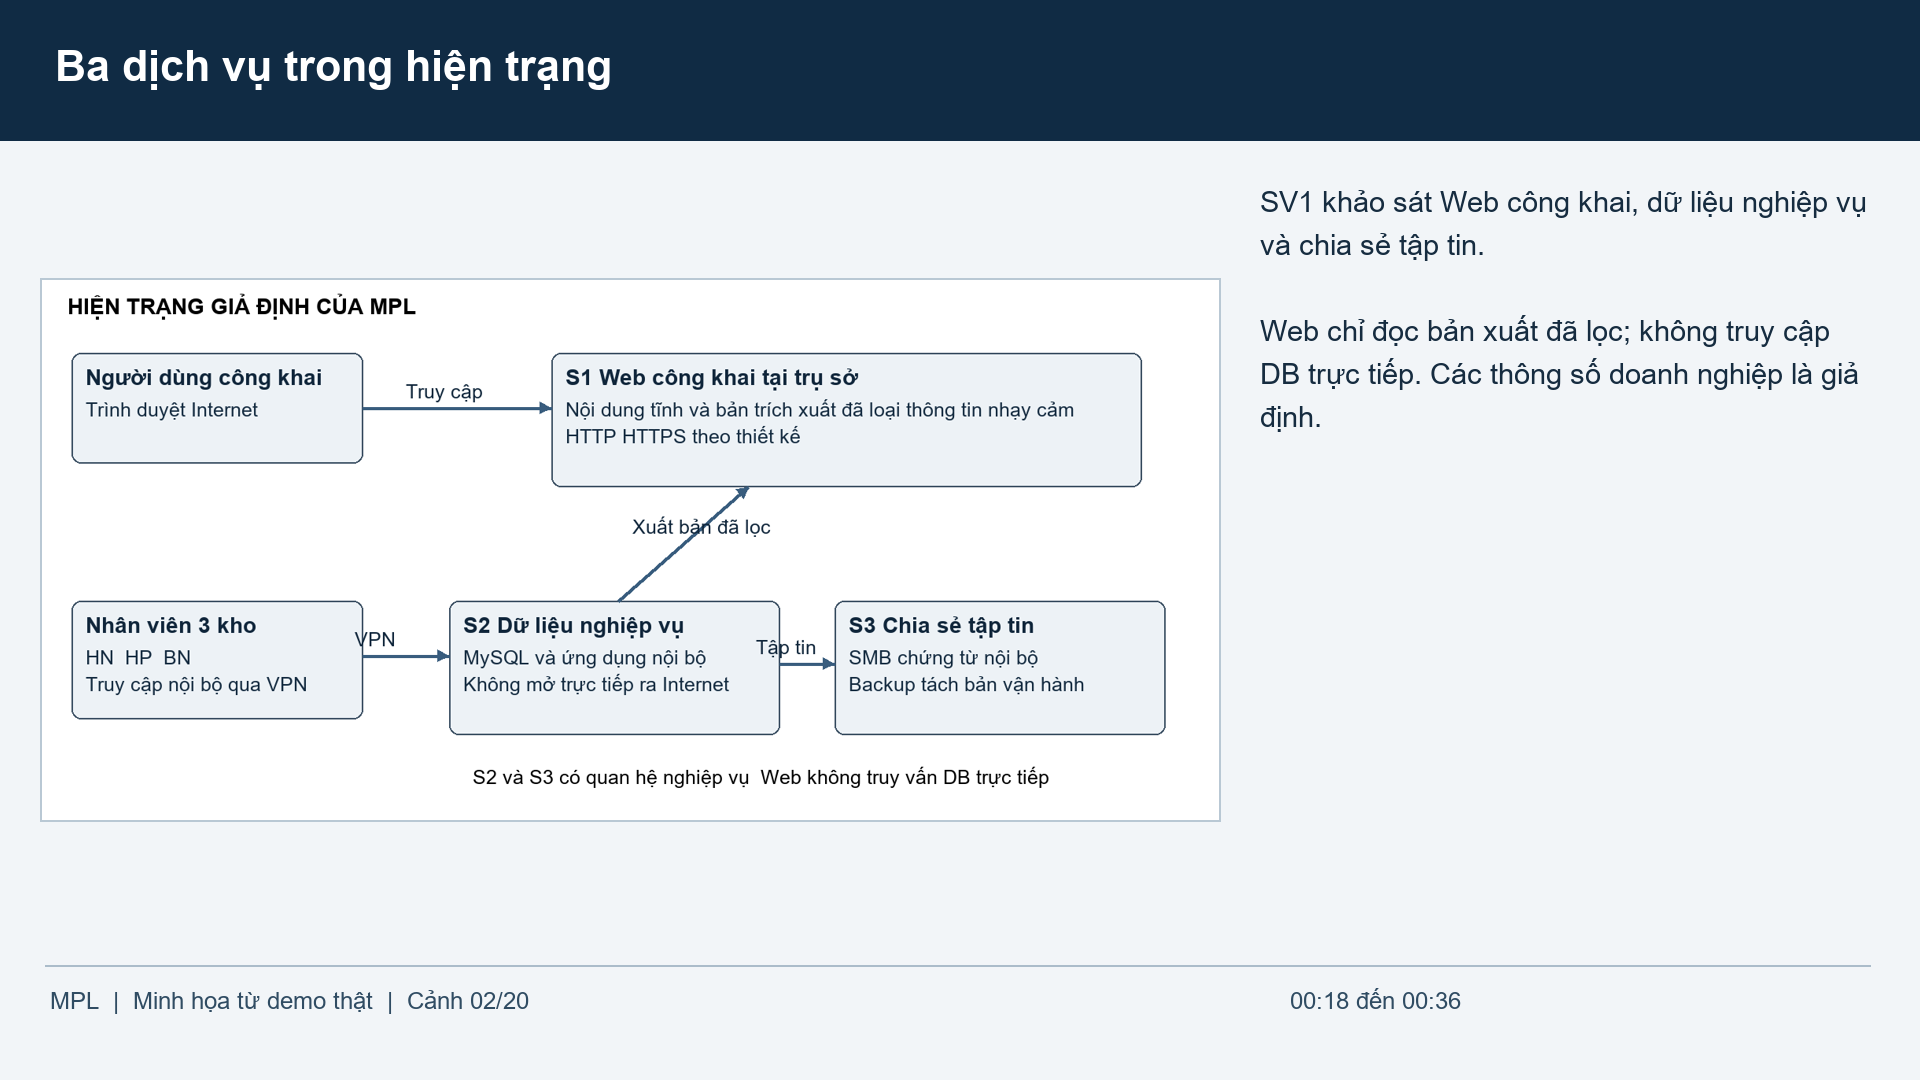 Ba dịch vụ trong hiện trạng
SV1 khảo sát Web công khai, dữ liệu nghiệp vụ
và chia sẻ tập tin.
Web chỉ đọc bản xuất đã lọc; không truy cập
DB trực tiếp. Các thông số doanh nghiệp là giả
định.
HIỆN TRẠNG GIẢ ĐỊNH CỦA MPL
Người dùng công khai
Trình duyệt Internet
Truy cập
S1 Web công khai tại trụ sở
Nội dung tĩnh và bản trích xuất đã loại thông tin nhạy cảm
HTTP HTTPS theo thiết kế
Xuất bản đã lọc
Nhân viên 3 kho
HN HP BN
Truy cập nội bộ qua VPN
VPN
S2 Dữ liệu nghiệp vụ
MySQL và ứng dụng nội bộ
Không mở trực tiếp ra Internet
Tập tin
S3 Chia sẻ tập tin
SMB chứng từ nội bộ
Backup tách bản vận hành
S2 và S3 có quan hệ nghiệp vụ Web không truy vấn DB trực tiếp
MPL | Minh họa từ demo thật | Cảnh 02/20
00:18 đến 00:36